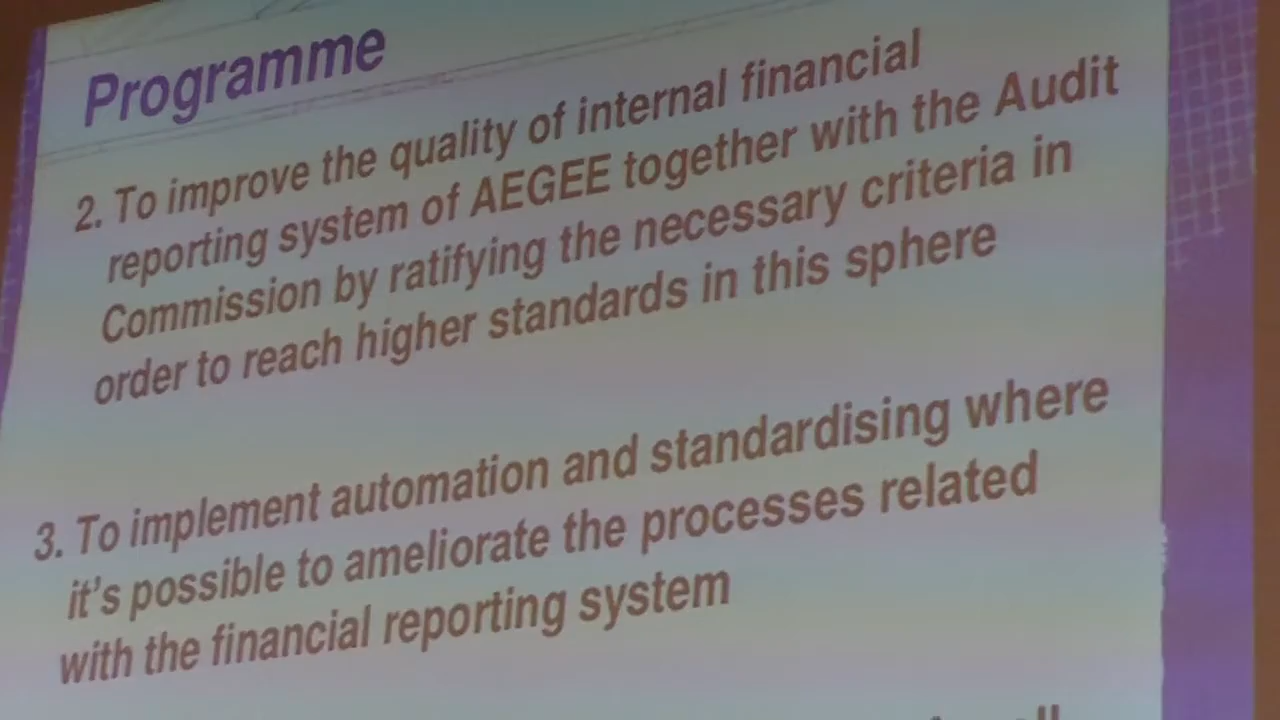 Programme
2. To improve the quality of internal financial
reporting system of AEGEE together with the Audit
Commission by ratifying the necessary criteria in
order to reach higher standards in this sphere
3. To implement automation and standardising where
it's possible to ameliorate the processes related
with the financial reporting system